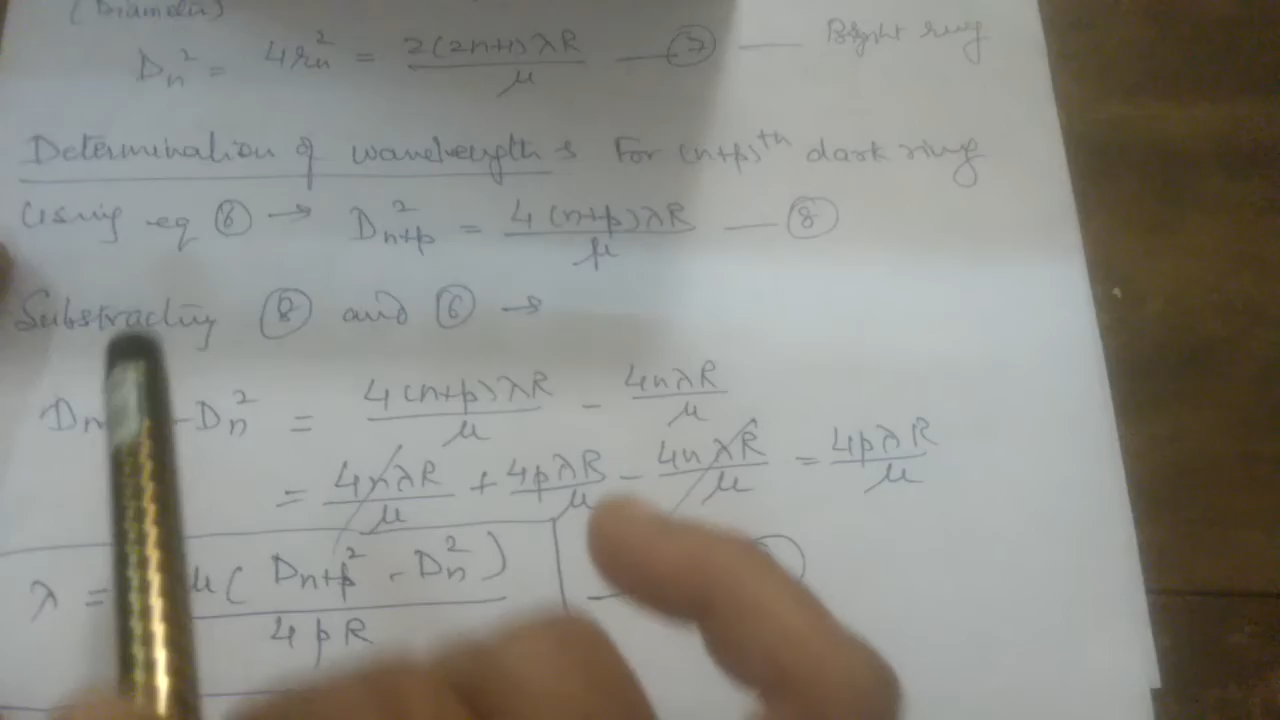 (Diameter)
Dn² = 4rn² = 2(2n+1)λR/μ — ⑦ — Bright ring
Determination of wavelength → For (n+p)th dark ring
Using eq ⑥ → D²n+p = 4(n+p)λR/μ — ⑧
Substracting ⑧ and ⑥ →
Dn - Dn² = 4(n+p)λR/μ - 4nλR/μ
= 4nλR/μ + 4pλR/μ - 4nλR/μ = 4pλR/μ
λ = μ(Dn+p² - Dn²)/4pR